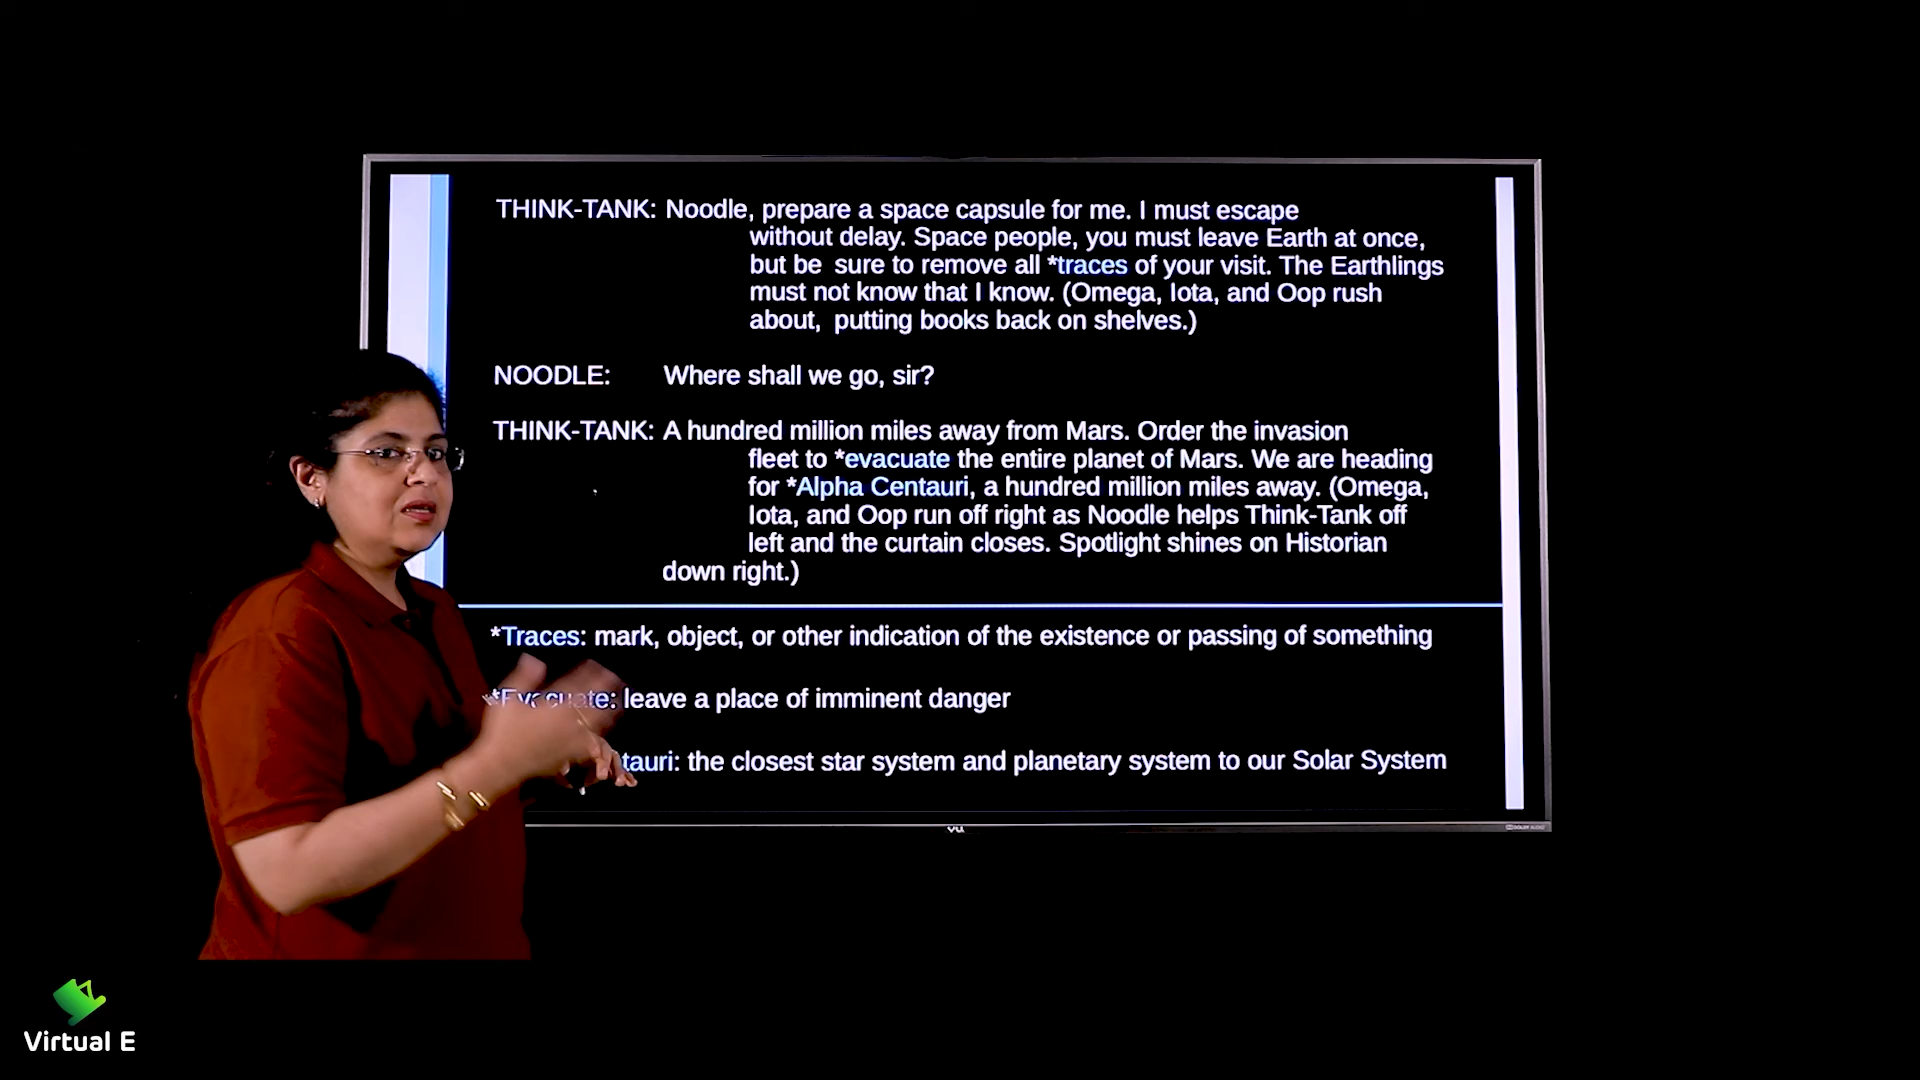 THINK-TANK: Noodle, prepare a space capsule for me. I must escape
without delay. Space people, you must leave Earth at once,
but be sure to remove all *traces of your visit. The Earthlings
must not know that I know. (Omega, Iota, and Oop rush
about, putting books back on shelves.)
NOODLE: Where shall we go, sir?
THINK-TANK: A hundred million miles away from Mars. Order the invasion
fleet to *evacuate the entire planet of Mars. We are heading
for *Alpha Centauri, a hundred million miles away. (Omega,
Iota, and Oop run off right as Noodle helps Think-Tank off
left and the curtain closes. Spotlight shines on Historian
down right.)
*Traces: mark, object, or other indication of the existence or passing of something
*Evacuate: leave a place of imminent danger
tauri: the closest star system and planetary system to our Solar System
Virtual E